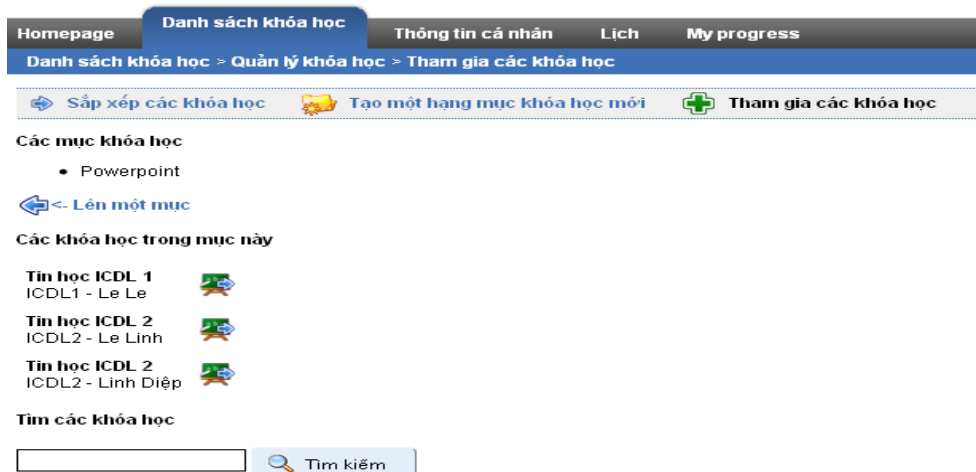 Homepage Danh sách khóa học Thông tin cá nhân Lịch My progress
Danh sách khóa học > Quản lý khóa học > Tham gia các khóa học
Sắp xếp các khóa học Tạo một hạng mục khóa học mới Tham gia các khóa học
Các mục khóa học
• Powerpoint
<- Lên một mục
Các khóa học trong mục này
Tin học ICDL 1
ICDL1 - Le Le
Tin học ICDL 2
ICDL2 - Le Linh
Tin học ICDL 2
ICDL2 - Linh Diệp
Tìm các khóa học
Tìm kiếm